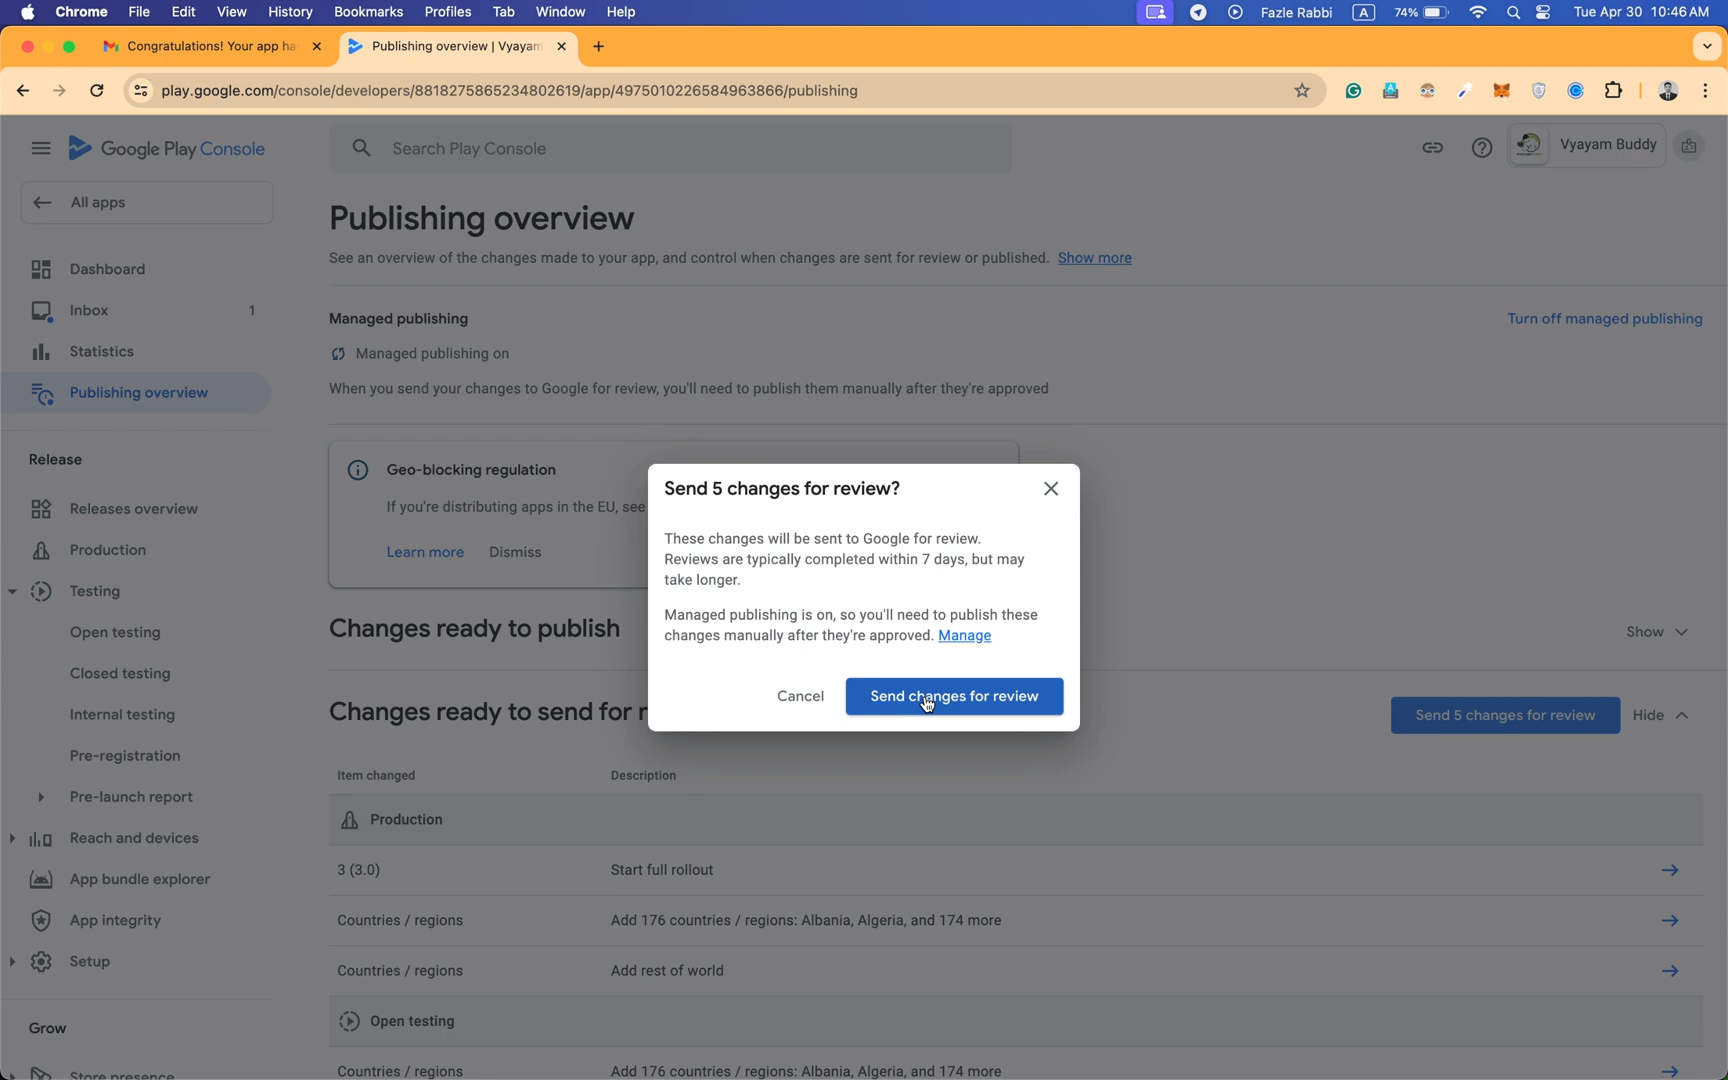 Chrome File Edit View History Bookmarks Profiles Tab Window Help Fazle Rabbi A 74% Tue Apr 30 10:46 AM
Congratulations! Your app ha
Publishing overview | Vyayam
play.google.com/console/developers/8818275865234802619/app/4975010226584963866/publishing
Google Play Console
Search Play Console
Vyayam Buddy
All apps
Dashboard
Inbox 1
Statistics
Publishing overview
Release
Releases overview
Production
Testing
Open testing
Closed testing
Internal testing
Pre-registration
Pre-launch report
Reach and devices
App bundle explorer
App integrity
Setup
Grow
Store presence
Publishing overview
See an overview of the changes made to your app, and control when changes are sent for review or published. Show more
Managed publishing
Turn off managed publishing
Managed publishing on
When you send your changes to Google for review, you'll need to publish them manually after they're approved
Geo-blocking regulation
If you're distributing apps in the EU, see
Learn more Dismiss
Changes ready to publish
Show
Changes ready to send for r
Send 5 changes for review
Hide
Item changed Description
Production
3 (3.0) Start full rollout
Countries / regions Add 176 countries / regions: Albania, Algeria, and 174 more
Countries / regions Add rest of world
Open testing
Countries / regions Add 176 countries / regions: Albania, Algeria, and 174 more
Send 5 changes for review?
These changes will be sent to Google for review.
Reviews are typically completed within 7 days, but may
take longer.
Managed publishing is on, so you'll need to publish these
changes manually after they're approved. Manage
Cancel
Send changes for review